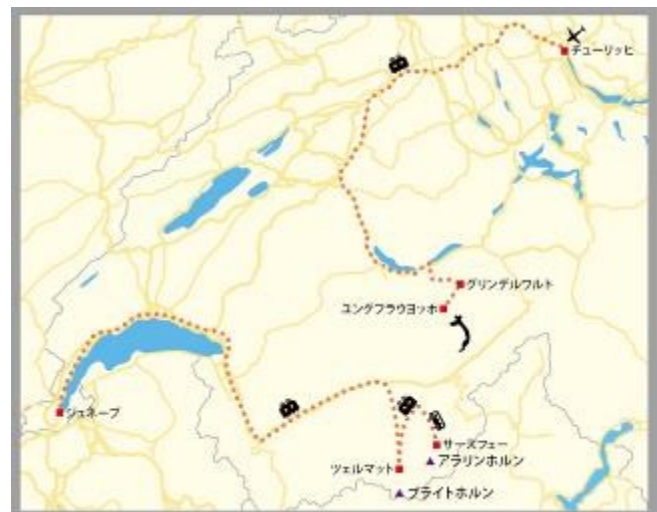 チューリッヒ
グリンデルワルト
ユングフラウヨッホ
ジュネーブ
サースフェー
アラリンホルン
ツェルマット
ブライトホルン